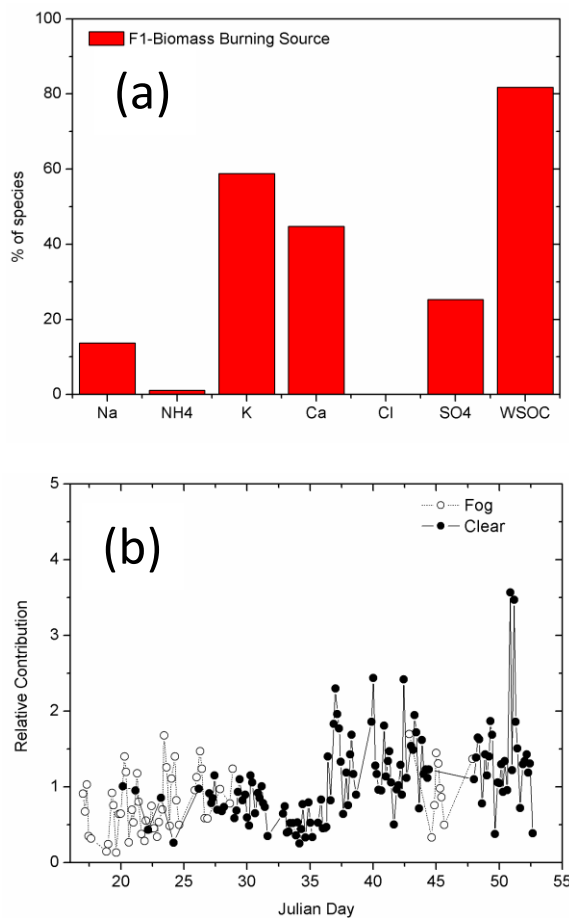 100
F1-Biomass Burning Source
(a)
80
60
40
20
0
% of species
Na NH4 K Ca Cl SO4 WSOC
5
Fog
Clear
(b)
4
3
2
1
0
Relative Contribution
20 25 30 35 40 45 50 55
Julian Day